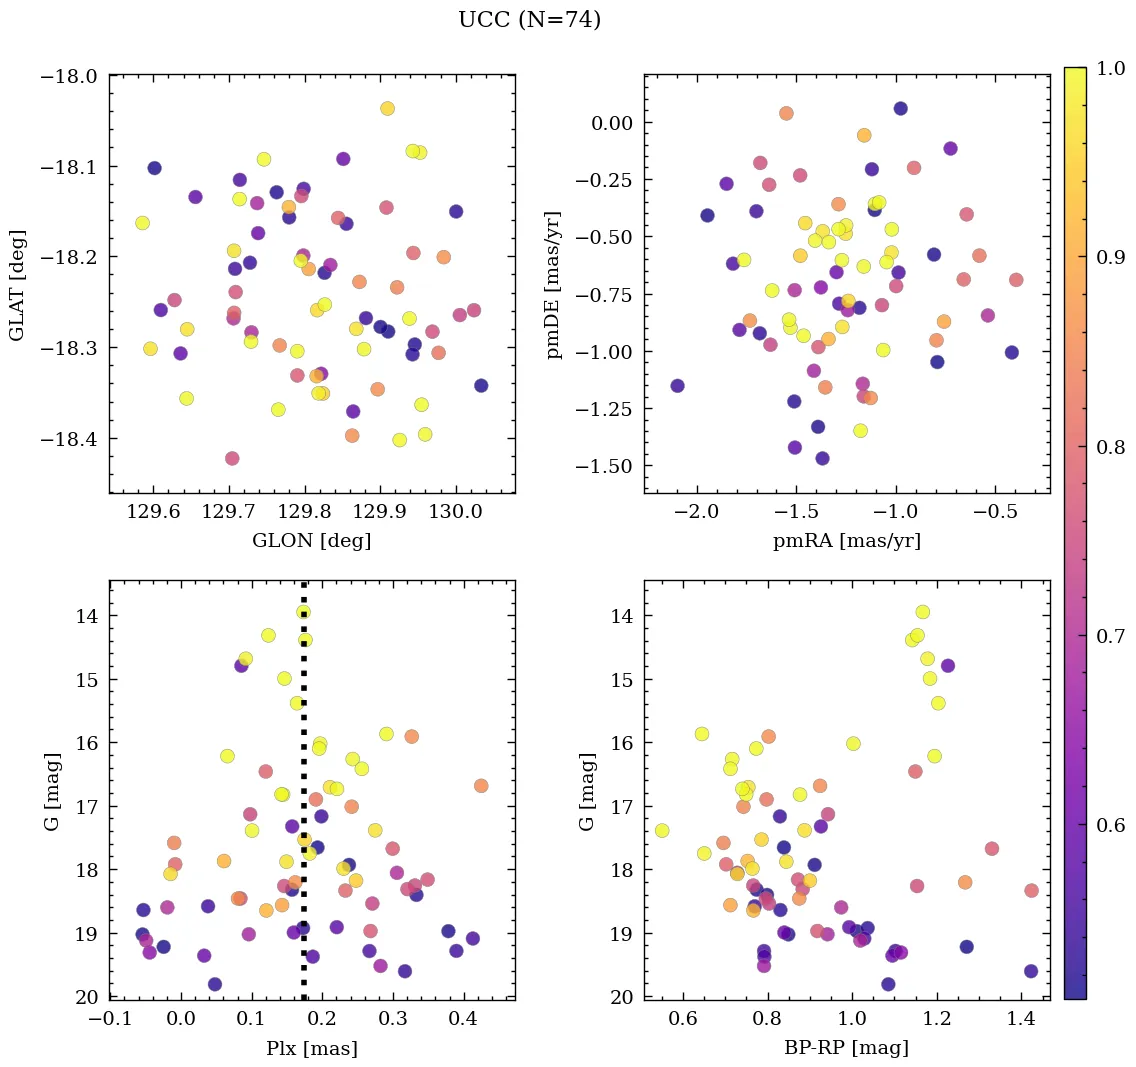 UCC (N=74)
−18.0
−18.1
−18.2
−18.3
−18.4
GLAT [deg]
129.6 129.7 129.8 129.9 130.0
GLON [deg]
0.00
−0.25
−0.50
−0.75
−1.00
−1.25
−1.50
pmDE [mas/yr]
−2.0 −1.5 −1.0 −0.5
pmRA [mas/yr]
1.0
0.9
0.8
0.7
0.6
14
15
16
17
18
19
20
G [mag]
−0.1 0.0 0.1 0.2 0.3 0.4
Plx [mas]
14
15
16
17
18
19
20
G [mag]
0.6 0.8 1.0 1.2 1.4
BP-RP [mag]